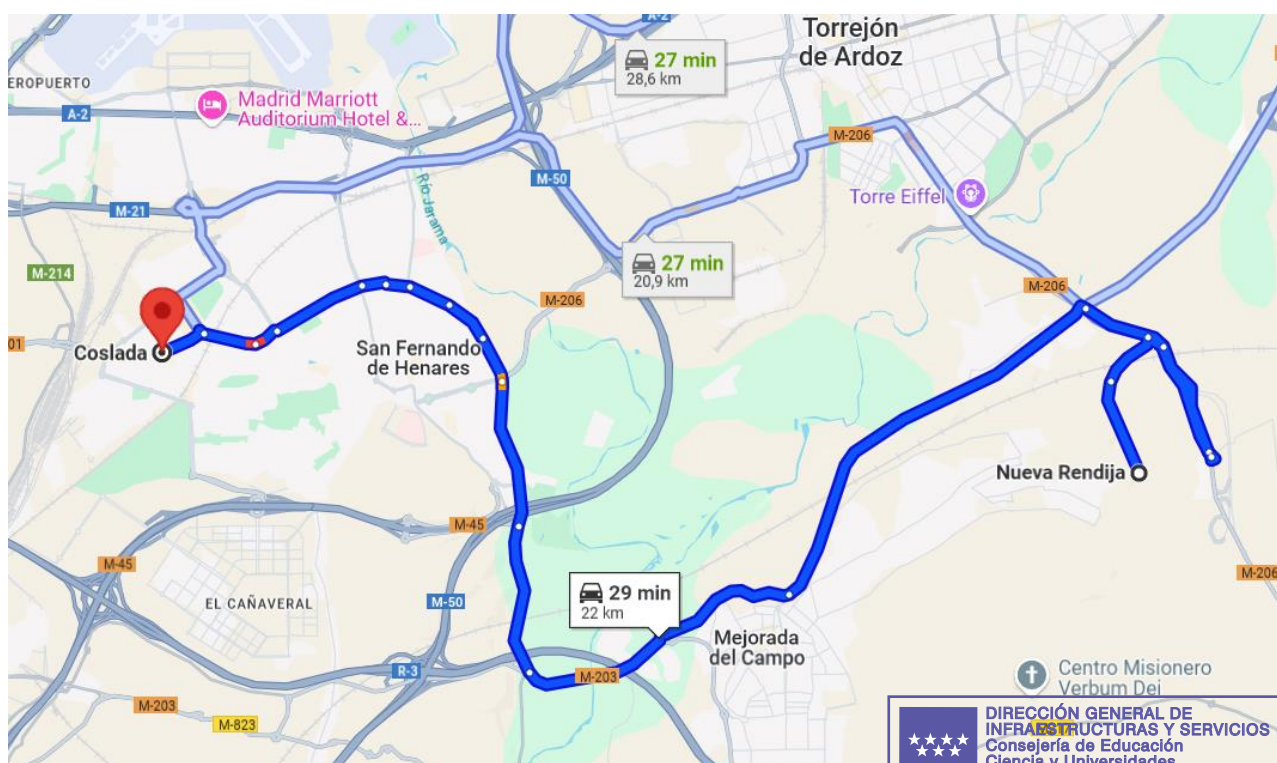 A-2
Torrejón
de Ardoz
27 min
28,6 km
EROPUERTO
Madrid Marriott
Auditorium Hotel &...
A-2
M-206
M-50
Río Jarama
Torre Eiffel
M-21
M-214
27 min
20,9 km
M-206
M-206
01
Coslada
San Fernando
de Henares
Nueva Rendija
M-45
M-45
29 min
22 km
M-206
EL CAÑAVERAL
M-50
Mejorada
del Campo
R-3
M-203
Centro Misionero
Verbum Dei
M-203
M-823
DIRECCIÓN GENERAL DE
INFRAESTRUCTURAS Y SERVICIOS
Consejería de Educación
Ciencia y Universidades